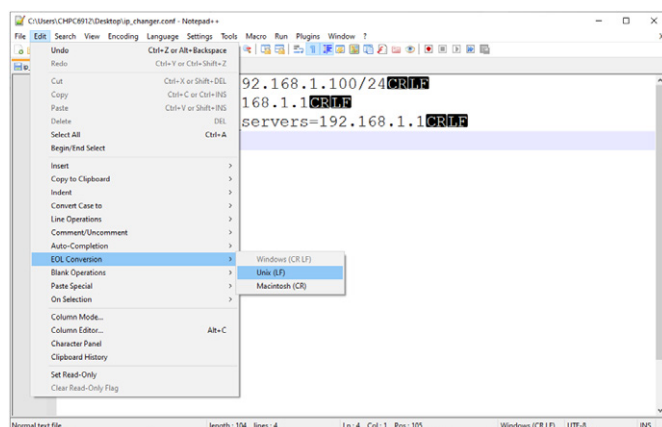 C:\Users\CHPC6912\Desktop\ip_changer.conf - Notepad++
File Edit Search View Encoding Language Settings Tools Macro Run Plugins Window ?
Undo Ctrl+Z or Alt+Backspace
Redo Ctrl+Y or Ctrl+Shift+Z
Cut Ctrl+X or Shift+DEL
Copy Ctrl+C or Ctrl+INS
Paste Ctrl+V or Shift+INS
Delete DEL
Select All Ctrl+A
Begin/End Select
Insert
Copy to Clipboard
Indent
Convert Case to
Line Operations
Comment/Uncomment
Auto-Completion
EOL Conversion
Blank Operations
Paste Special
On Selection
Column Mode...
Column Editor... Alt+C
Character Panel
Clipboard History
Set Read-Only
Clear Read-Only Flag
Windows (CR LF)
Unix (LF)
Macintosh (CR)
92.168.1.100/24CRLF
168.1.1CRLF
servers=192.168.1.1CRLF
Normal text file length : 104 lines : 4 Ln : 4 Col : 1 Pos : 105 Windows (CR LF) UTF-8 INS